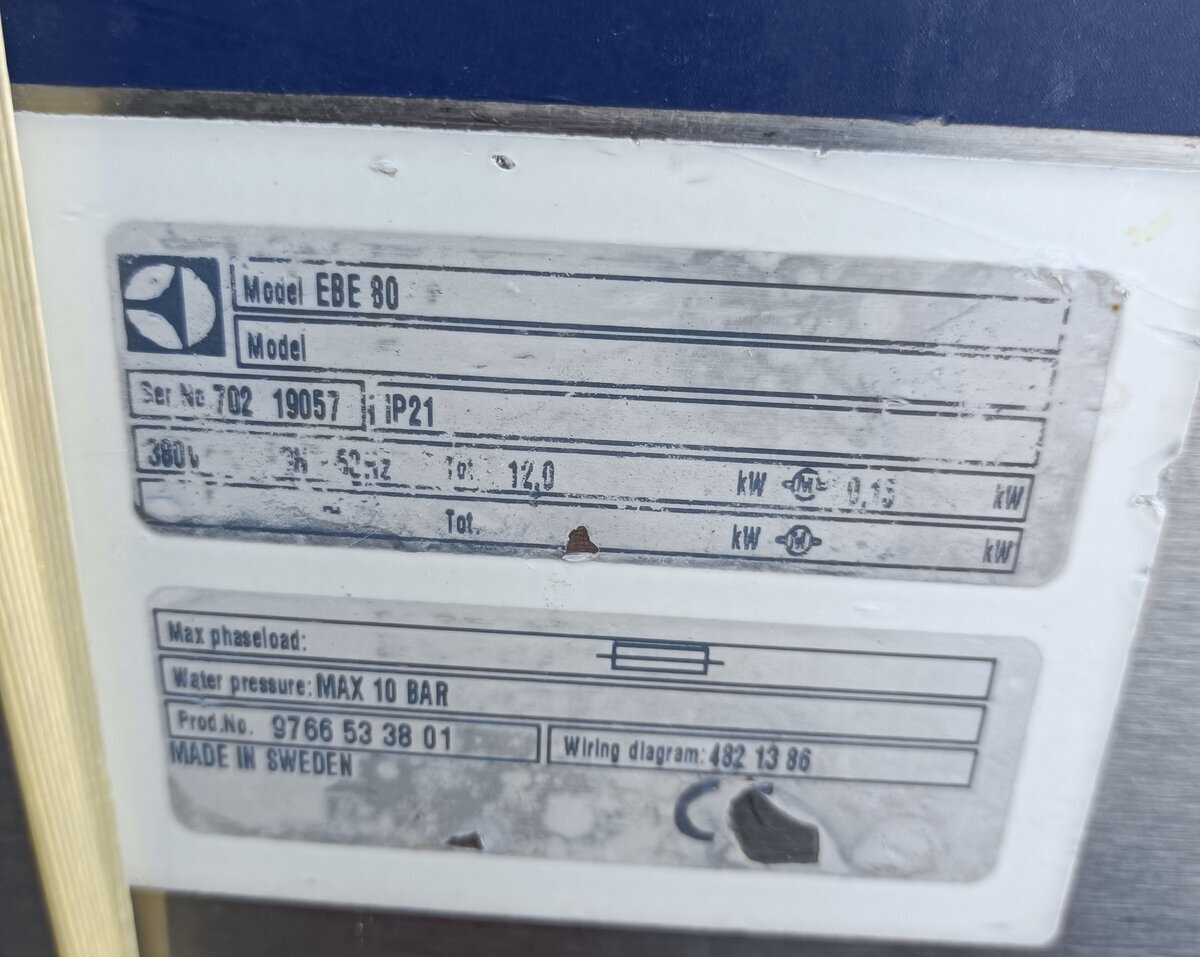 Model EBE 80
Model
Ser No 702 19057 IP21
380V 50Hz Tot 12,0 kW M kW
~ Tot. kW M kW
Max phaseload:
Water pressure: MAX 10 BAR
Prod.No. 9766 53 38 01 Wiring diagram: 482 13 86
MADE IN SWEDEN